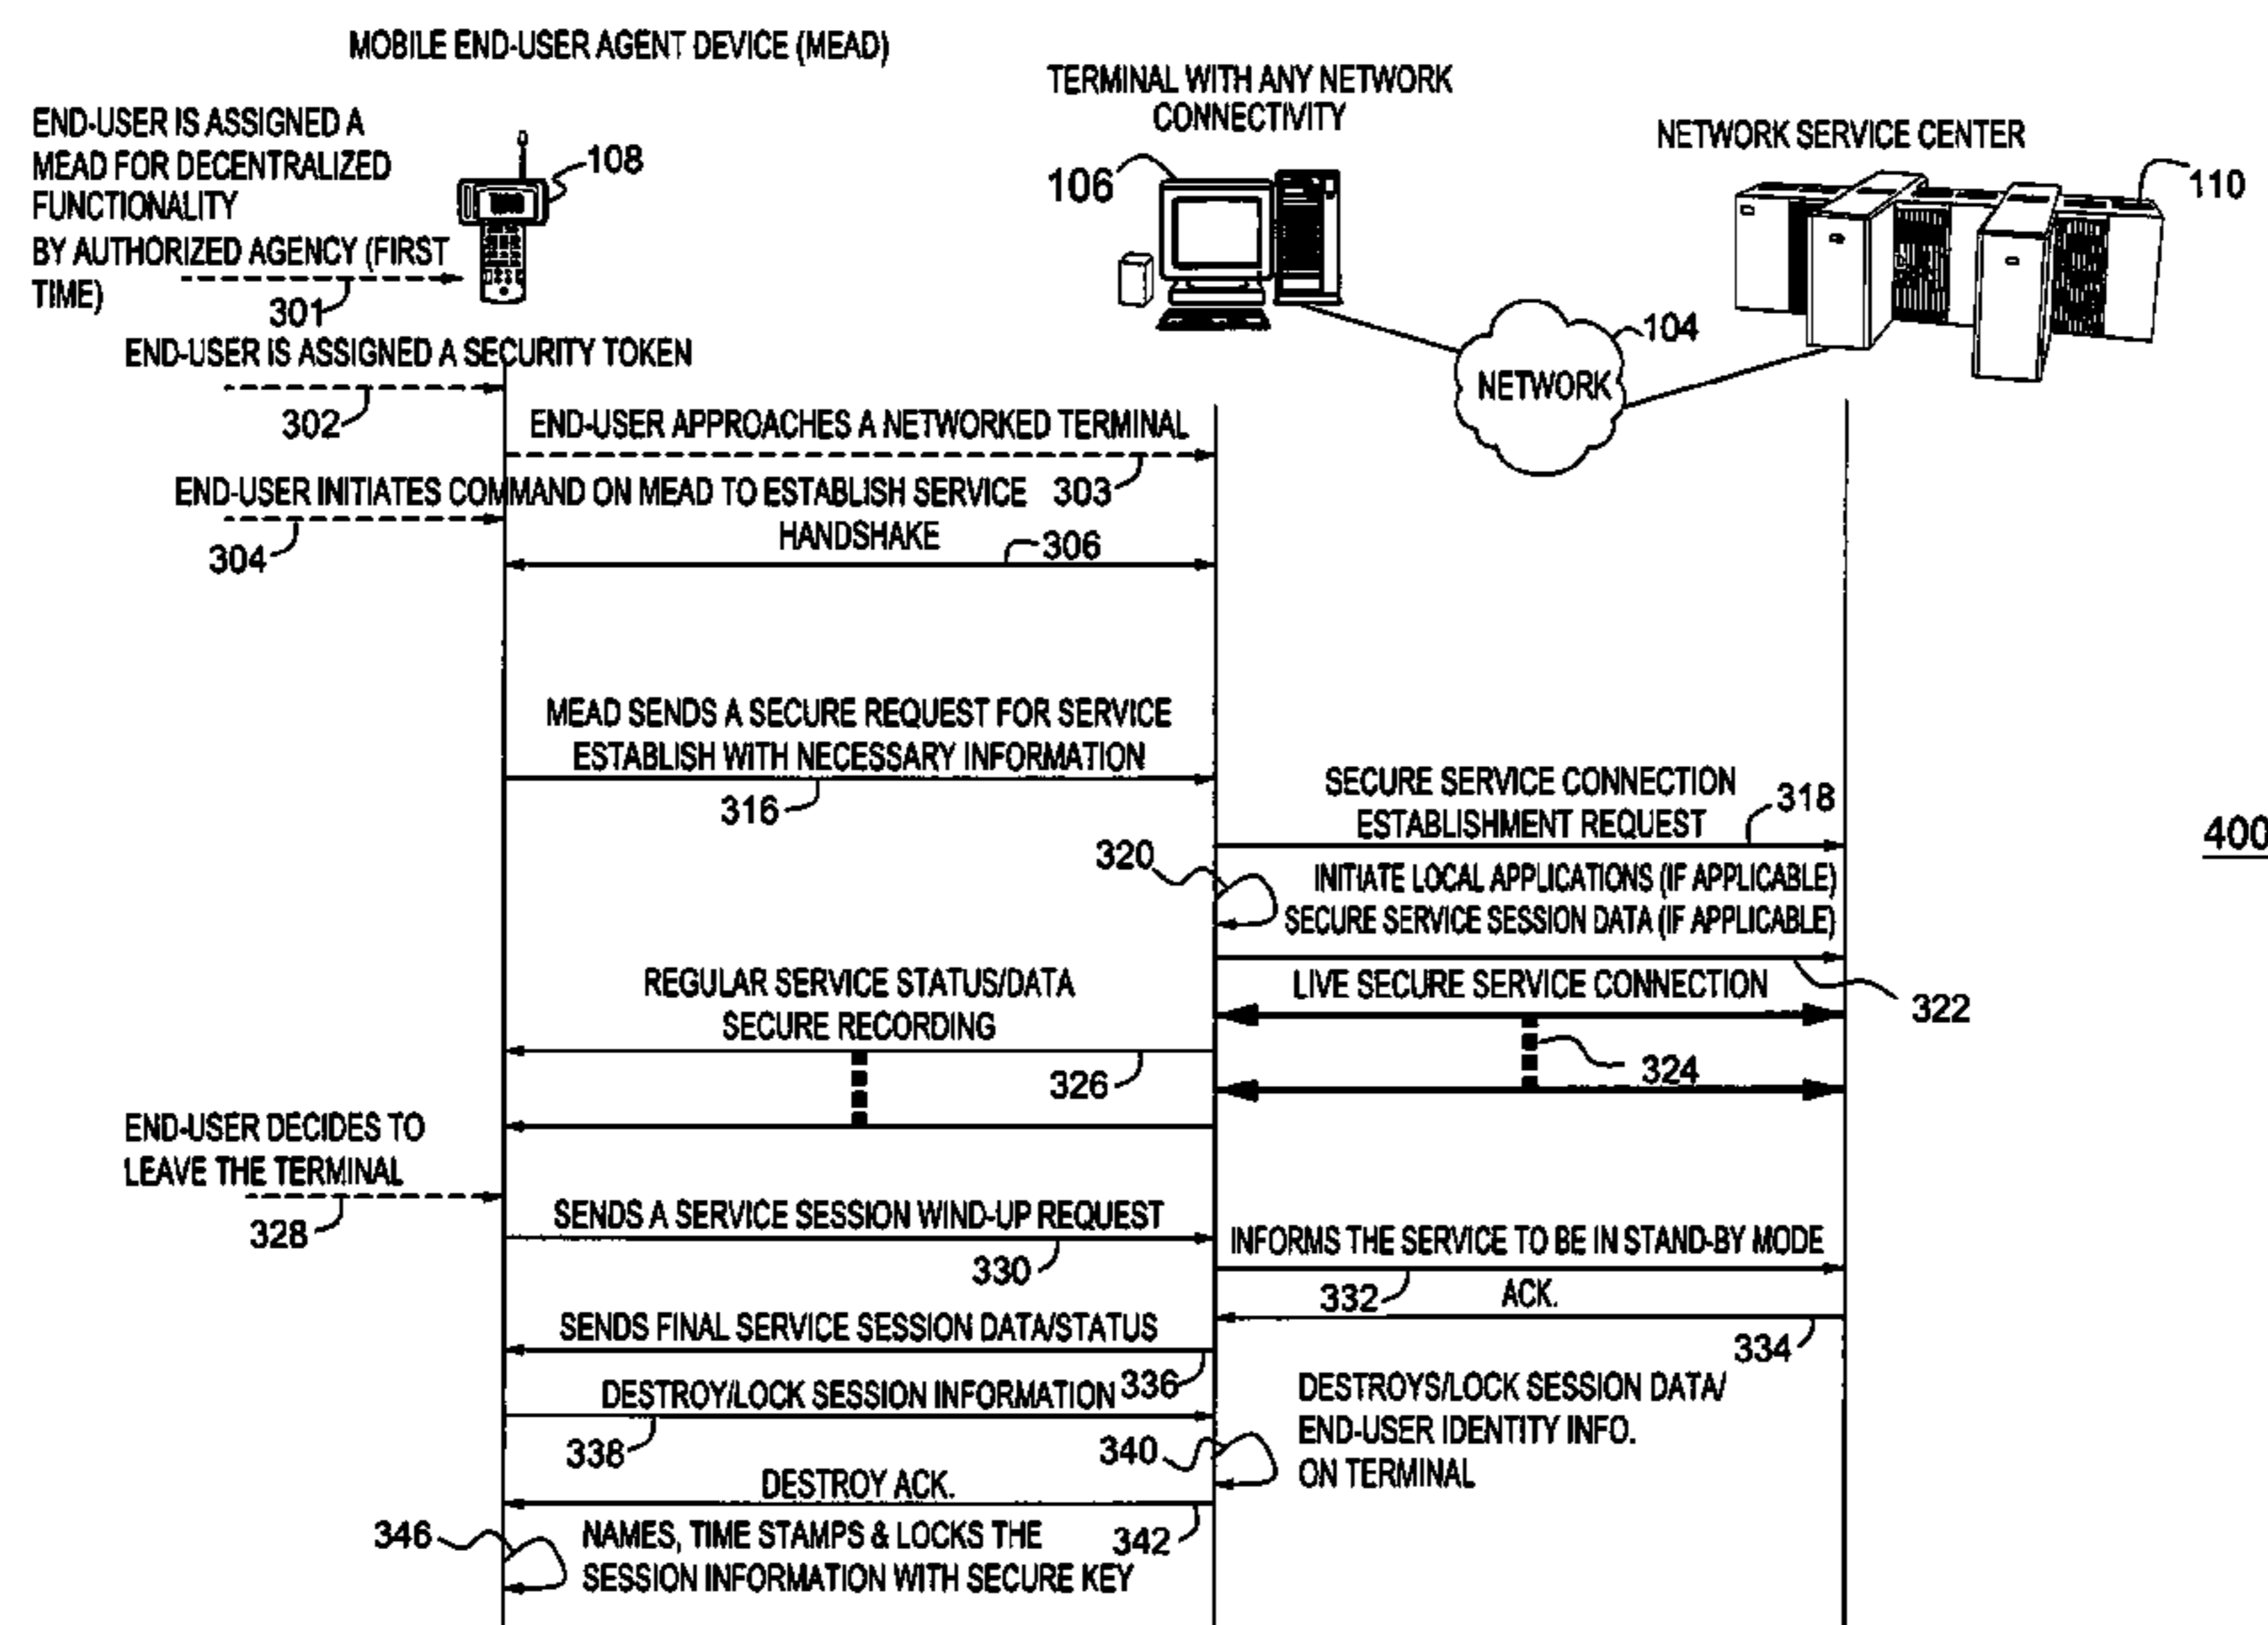 MOBILE END-USER AGENT DEVICE (MEAD)
TERMINAL WITH ANY NETWORK
CONNECTIVITY
NETWORK SERVICE CENTER
END-USER IS ASSIGNED A
MEAD FOR DECENTRALIZED
FUNCTIONALITY
BY AUTHORIZED AGENCY (FIRST
TIME)
108
106
110
301
104
NETWORK
END-USER IS ASSIGNED A SECURITY TOKEN
302
END-USER APPROACHES A NETWORKED TERMINAL
303
END-USER INITIATES COMMAND ON MEAD TO ESTABLISH SERVICE
304
HANDSHAKE
306
MEAD SENDS A SECURE REQUEST FOR SERVICE
ESTABLISH WITH NECESSARY INFORMATION
316
SECURE SERVICE CONNECTION
ESTABLISHMENT REQUEST
318
400
320
INITIATE LOCAL APPLICATIONS (IF APPLICABLE)
SECURE SERVICE SESSION DATA (IF APPLICABLE)
322
LIVE SECURE SERVICE CONNECTION
324
REGULAR SERVICE STATUS/DATA
SECURE RECORDING
326
END-USER DECIDES TO
LEAVE THE TERMINAL
328
SENDS A SERVICE SESSION WIND-UP REQUEST
330
INFORMS THE SERVICE TO BE IN STAND-BY MODE
332
ACK.
334
SENDS FINAL SERVICE SESSION DATA/STATUS
336
DESTROY/LOCK SESSION INFORMATION
338
DESTROYS/LOCK SESSION DATA/
END-USER IDENTITY INFO.
ON TERMINAL
340
DESTROY ACK.
342
346
NAMES, TIME STAMPS & LOCKS THE
SESSION INFORMATION WITH SECURE KEY